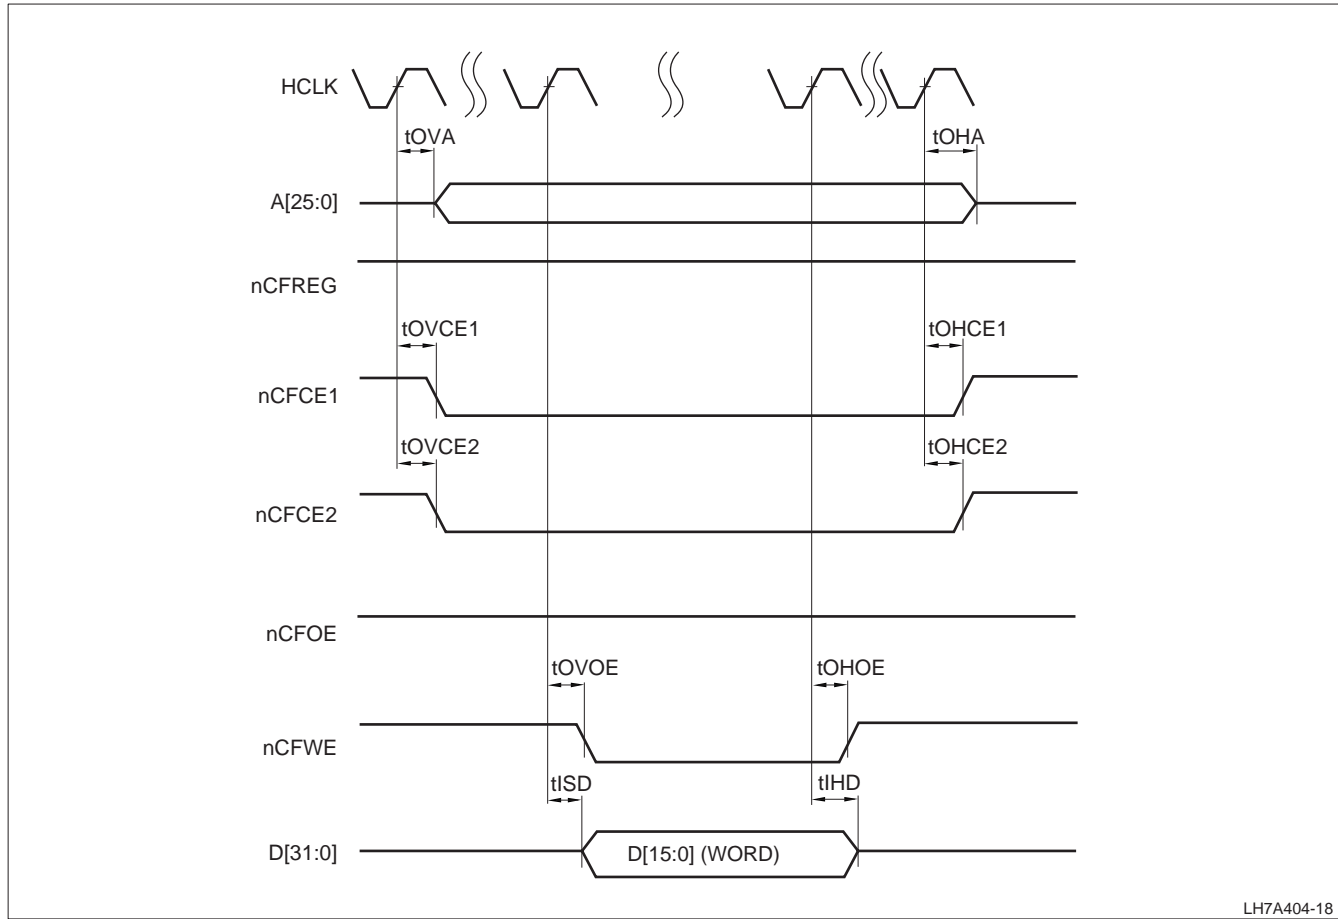 HCLK
tOVA
tOHA
A[25:0]
nCFREG
tOVCE1
tOHCE1
nCFCE1
tOVCE2
tOHCE2
nCFCE2
nCFOE
tOVOE
tOHOE
nCFWE
tISD
tIHD
D[31:0]
D[15:0] (WORD)
LH7A404-18